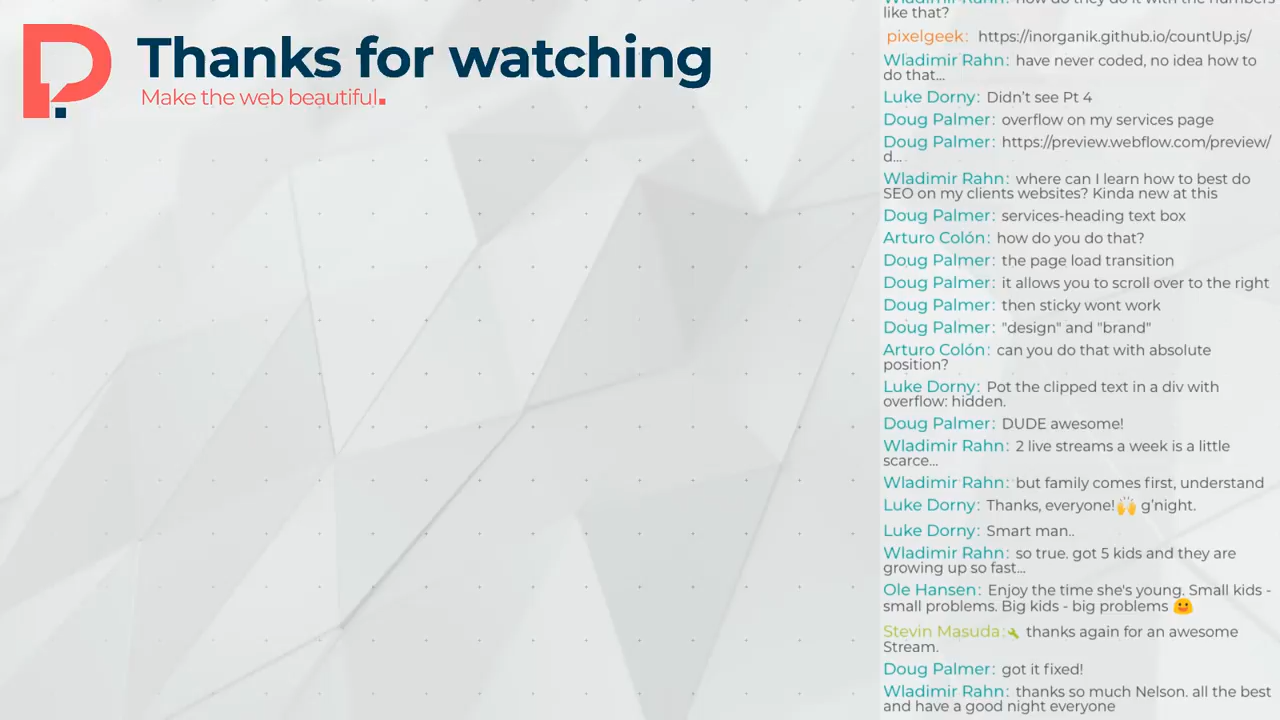 Thanks for watching
Make the web beautiful.
Wladimir Rahn: how do they do it with the numbers
like that?
pixelgeek: https://inorganik.github.io/countUp.js/
Wladimir Rahn: have never coded, no idea how to
do that...
Luke Dorny: Didn't see Pt 4
Doug Palmer: overflow on my services page
Doug Palmer: https://preview.webflow.com/preview/
d...
Wladimir Rahn: where can I learn how to best do
SEO on my clients websites? Kinda new at this
Doug Palmer: services-heading text box
Arturo Colón: how do you do that?
Doug Palmer: the page load transition
Doug Palmer: it allows you to scroll over to the right
Doug Palmer: then sticky wont work
Doug Palmer: "design" and "brand"
Arturo Colón: can you do that with absolute
position?
Luke Dorny: Pot the clipped text in a div with
overflow: hidden.
Doug Palmer: DUDE awesome!
Wladimir Rahn: 2 live streams a week is a little
scarce...
Wladimir Rahn: but family comes first, understand
Luke Dorny: Thanks, everyone!🙌 g'night.
Luke Dorny: Smart man..
Wladimir Rahn: so true. got 5 kids and they are
growing up so fast...
Ole Hansen: Enjoy the time she's young. Small kids -
small problems. Big kids - big problems 🙂
Stevin Masuda:🔧 thanks again for an awesome
Stream.
Doug Palmer: got it fixed!
Wladimir Rahn: thanks so much Nelson. all the best
and have a good night everyone